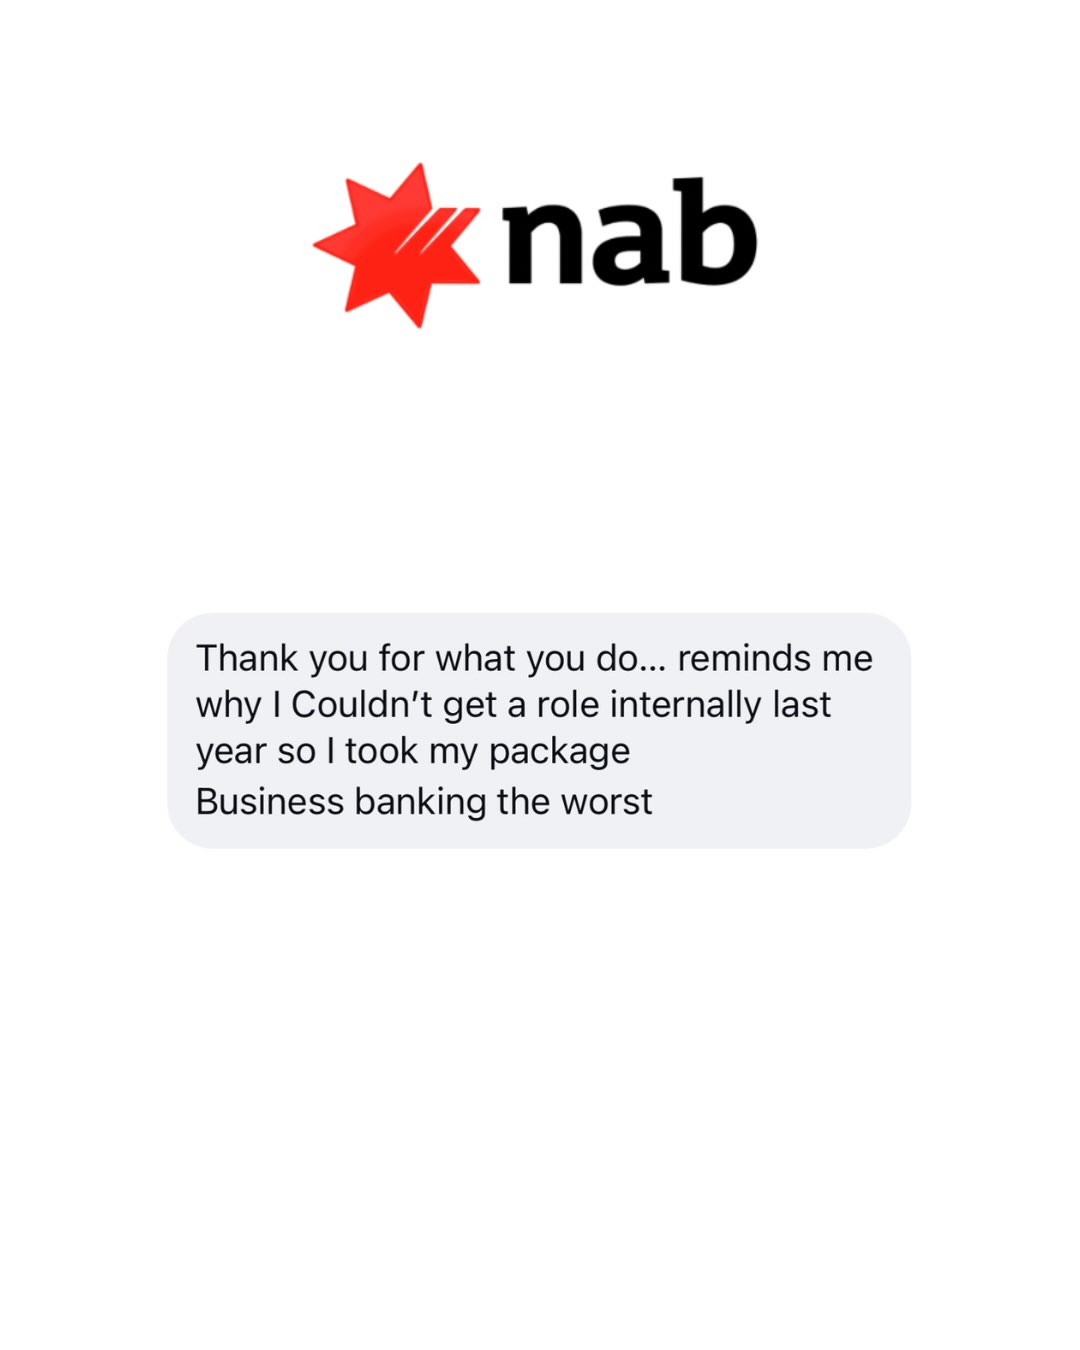 nab
Thank you for what you do... reminds me
why I Couldn't get a role internally last
year so I took my package
Business banking the worst